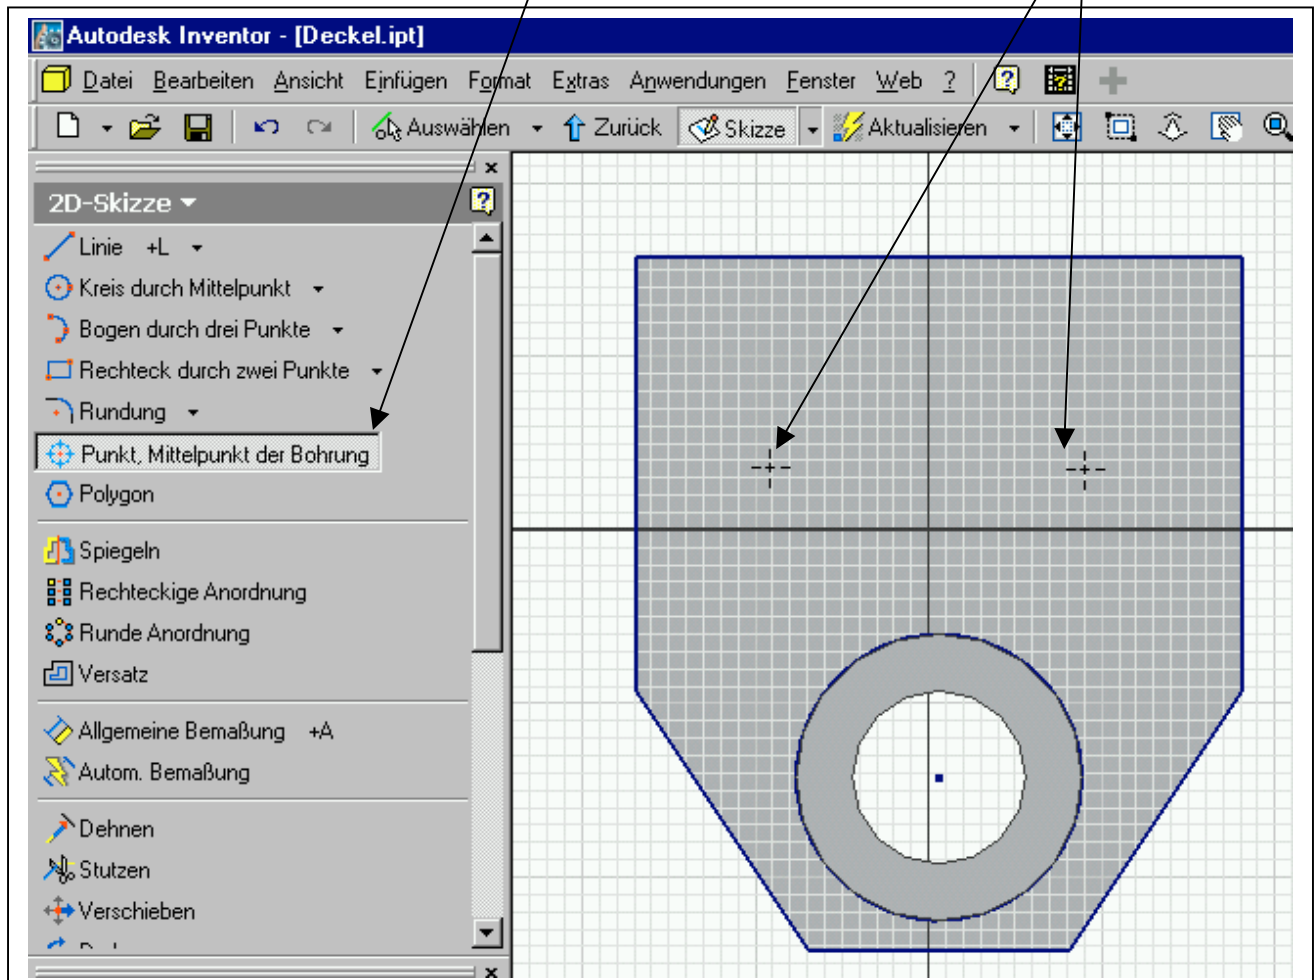 Autodesk Inventor - [Deckel.ipt]
Datei Bearbeiten Ansicht Einfügen Format Extras Anwendungen Fenster Web ?
Auswählen Zurück Skizze Aktualisieren
2D-Skizze
Linie +L
Kreis durch Mittelpunkt
Bogen durch drei Punkte
Rechteck durch zwei Punkte
Rundung
Punkt, Mittelpunkt der Bohrung
Polygon
Spiegeln
Rechteckige Anordnung
Runde Anordnung
Versatz
Allgemeine Bemaßung +A
Autom. Bemaßung
Dehnen
Stutzen
Verschieben